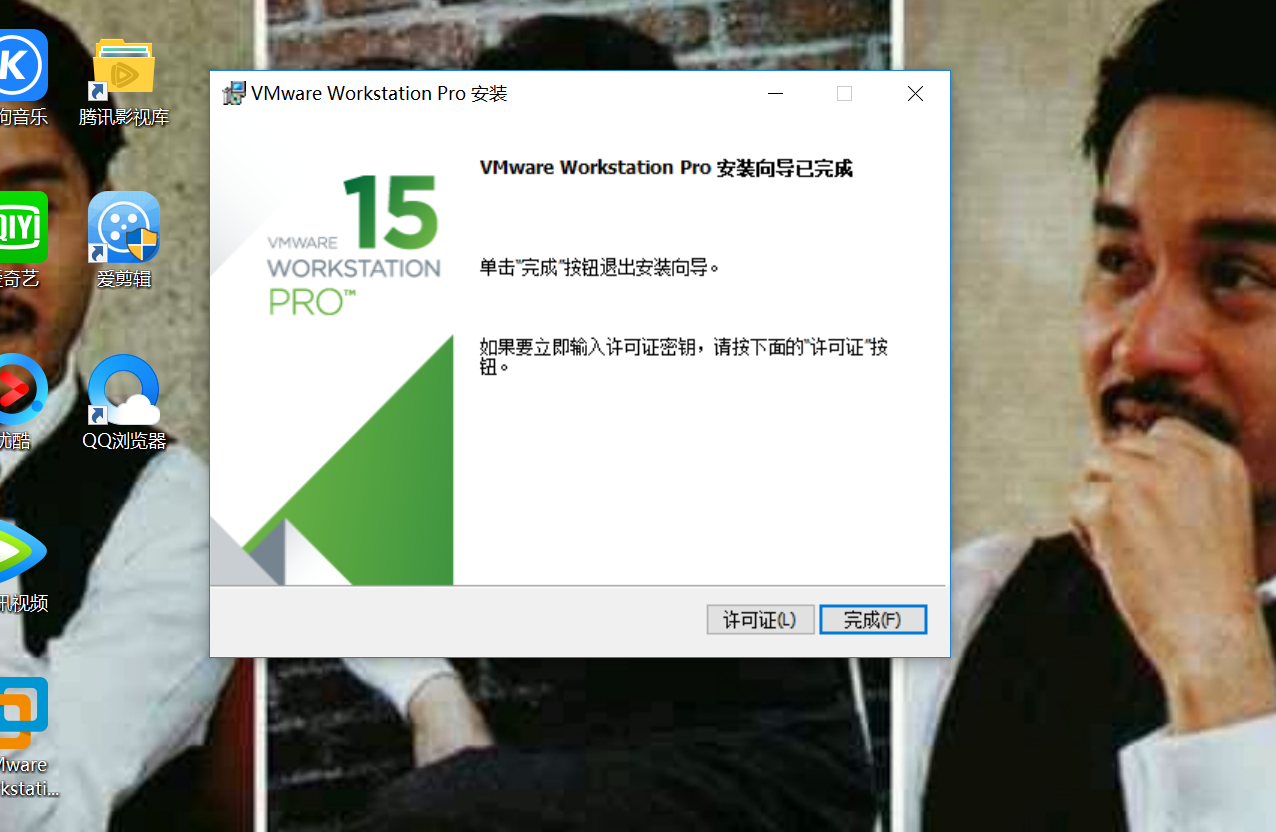 VMware Workstation Pro 安装
VMware Workstation Pro 安装向导已完成
15
VMWARE
WORKSTATION
PRO™
单击"完成"按钮退出安装向导。
如果要立即输入许可证密钥，请按下面的"许可证"按
钮。
许可证(L)
完成(F)
K
狗音乐
腾讯影视库
QIYI
爱奇艺
爱剪辑
优酷
QQ浏览器
讯视频
Mware
kstati...